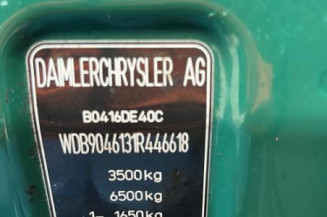 DAIMLERCHRYSLER AG
B0416DE40C
WDB9046131R446618
3500kg
6500kg
1- 1650kg